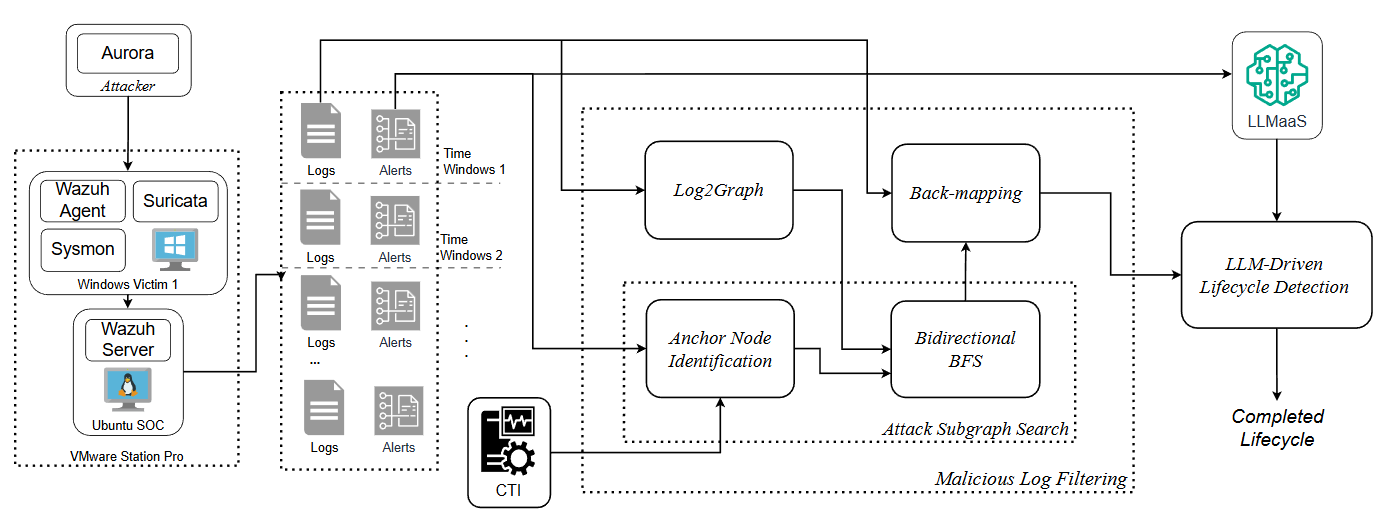 Aurora
Attacker
Wazuh
Agent
Suricata
Sysmon
Windows Victim 1
Wazuh
Server
Ubuntu SOC
VMware Station Pro
Logs
Alerts
Time
Windows 1
Logs
Alerts
Time
Windows 2
Logs
Alerts
...
.
.
.
Logs
Alerts
CTI
Log2Graph
Back-mapping
Anchor Node
Identification
Bidirectional
BFS
Attack Subgraph Search
Malicious Log Filtering
LLMaaS
LLM-Driven
Lifecycle Detection
Completed
Lifecycle